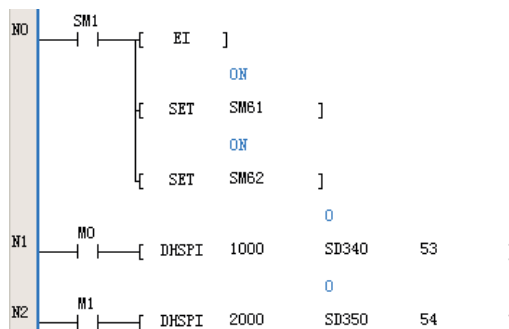 SM1
N0 [ EI ]
ON
[ SET SM61 ]
ON
[ SET SM62 ]
0
M0
N1 [ DHSPI 1000 SD340 53
0
M1
N2 [ DHSPI 2000 SD350 54